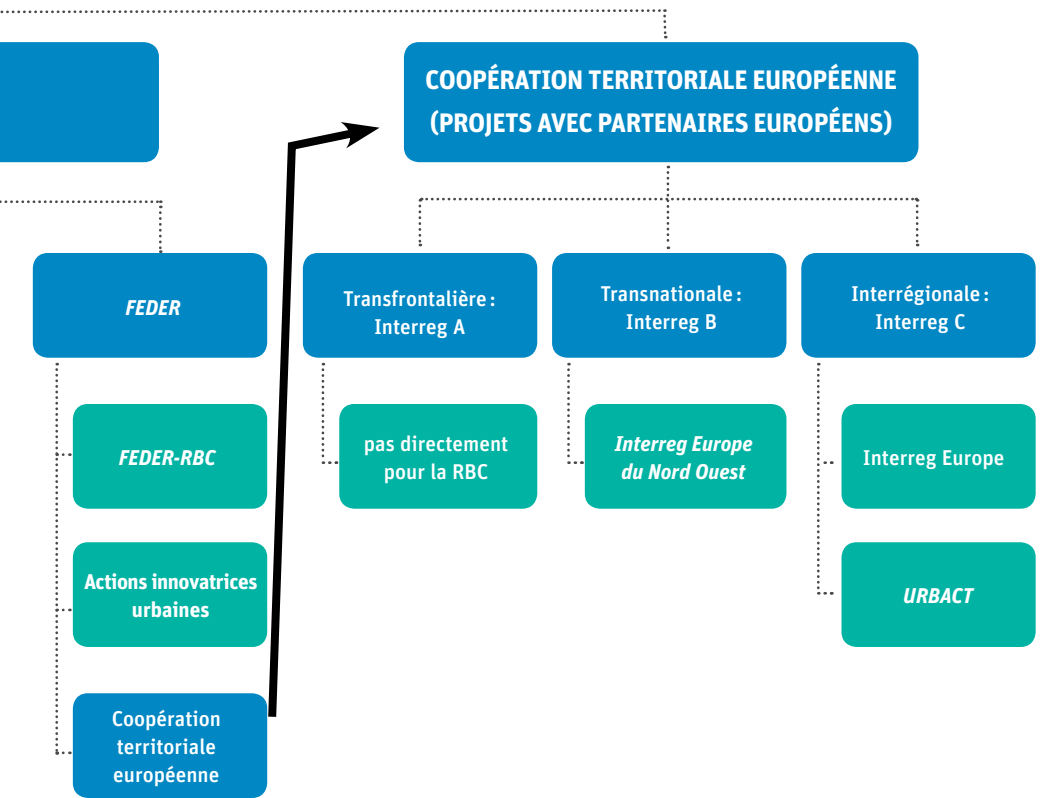 COOPÉRATION TERRITORIALE EUROPÉENNE
(PROJETS AVEC PARTENAIRES EUROPÉENS)
FEDER
Transfrontalière :
Interreg A
Transnationale :
Interreg B
Interrégionale :
Interreg C
FEDER-RBC
pas directement
pour la RBC
Interreg Europe
du Nord Ouest
Interreg Europe
Actions innovatrices
urbaines
URBACT
Coopération
territoriale
européenne